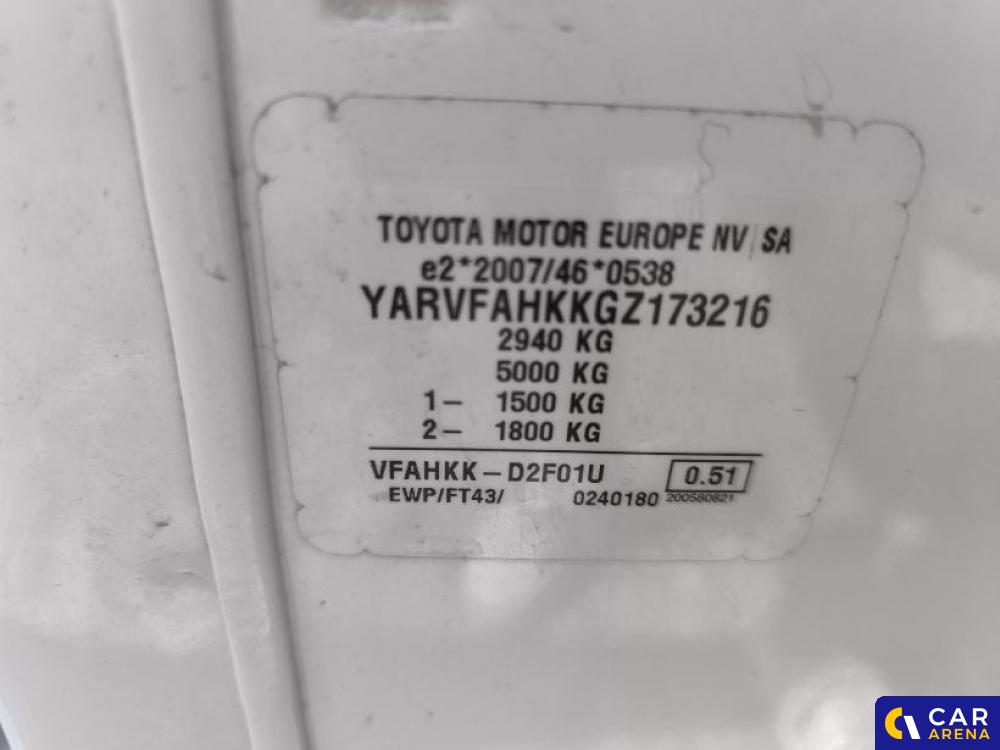 TOYOTA MOTOR EUROPE NV/SA
e2*2007/46*0538
YARVFAHKKGZ173216
2940 KG
5000 KG
1- 1500 KG
2- 1800 KG
VFAHKK-D2F01U 0.51
EWP/FT43/ 0240180 200580821
CAR
ARENA